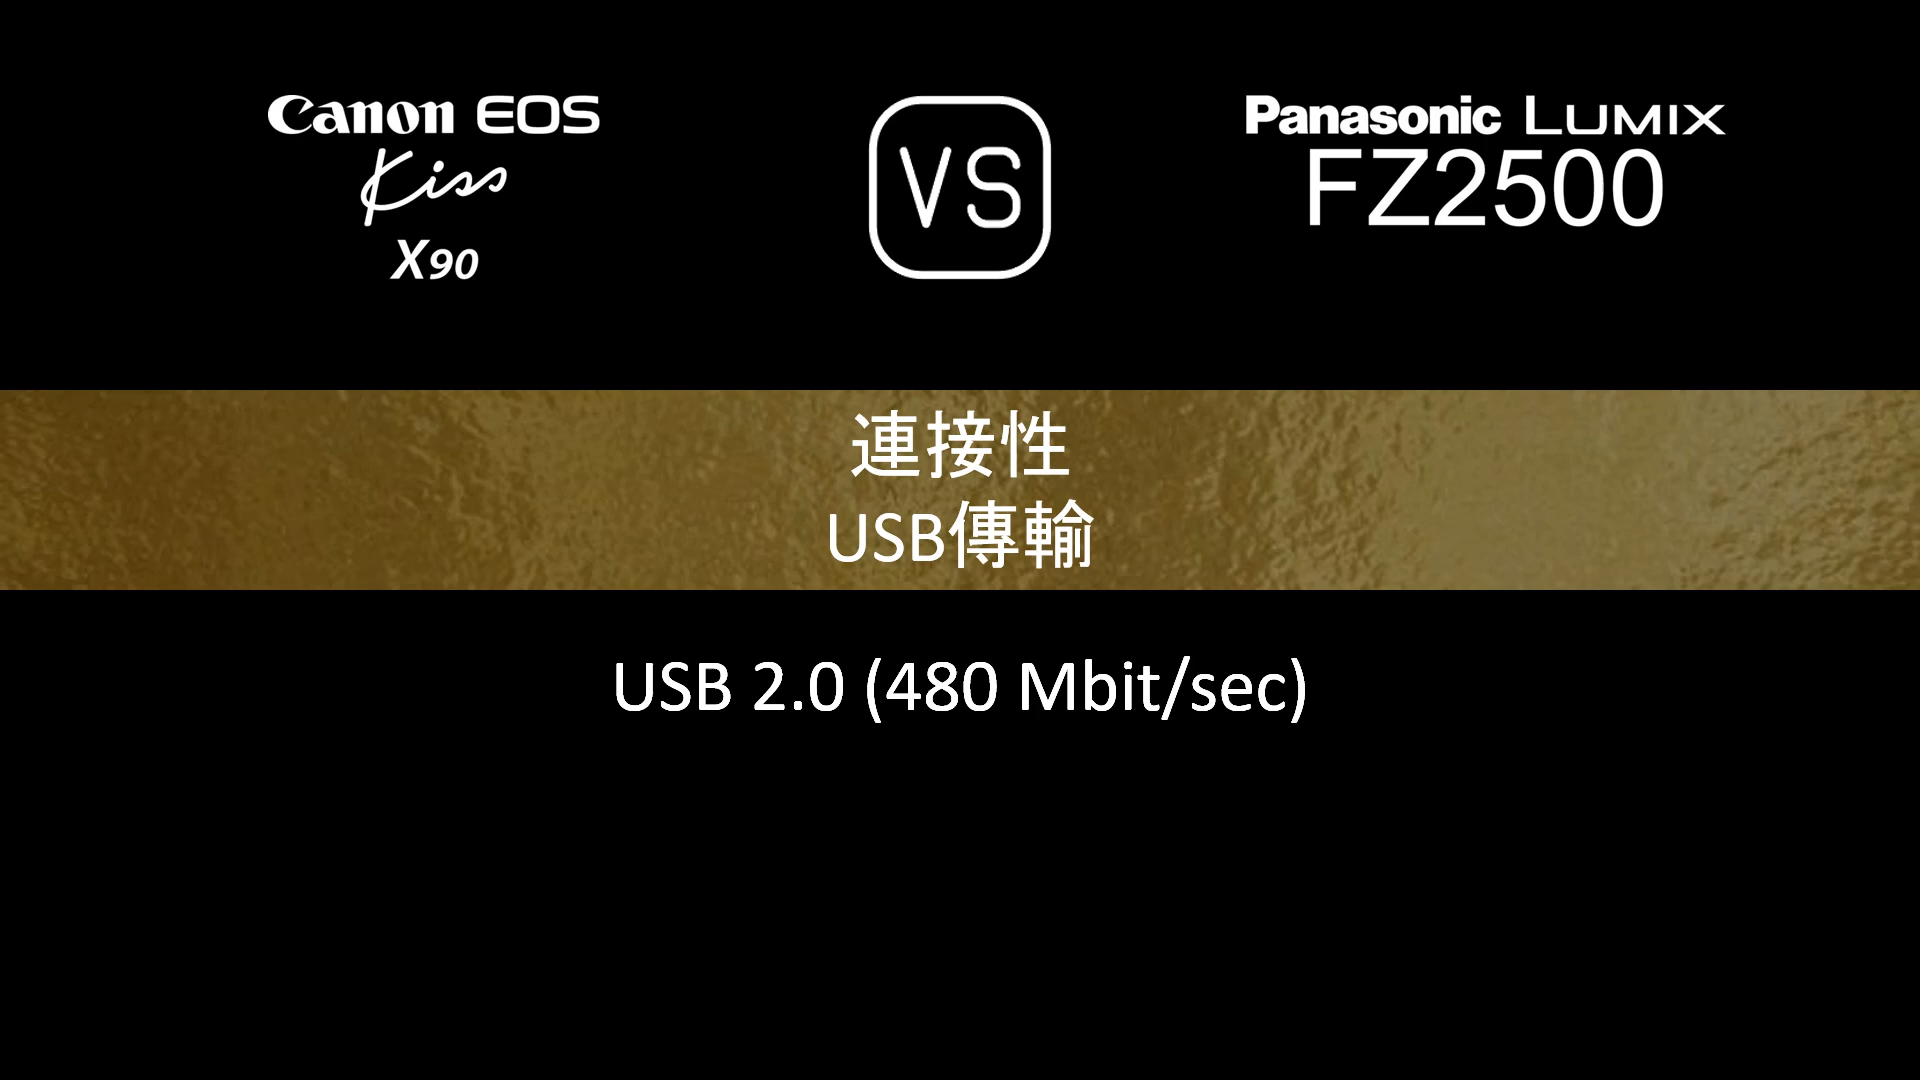 Canon EOS
Kiss
X90
VS
Panasonic LUMIX
FZ2500
連接性
USB傳輸
USB 2.0 (480 Mbit/sec)